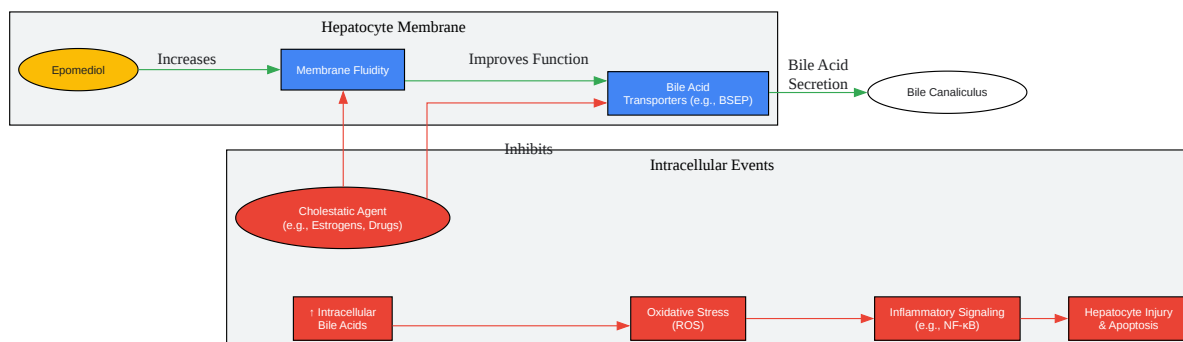 Hepatocyte Membrane
Epomediol
Increases
Membrane Fluidity
Improves Function
Bile Acid
Transporters (e.g., BSEP)
Bile Acid
Secretion
Bile Canaliculus
Inhibits
Intracellular Events
Cholestatic Agent
(e.g., Estrogens, Drugs)
↑ Intracellular
Bile Acids
Oxidative Stress
(ROS)
Inflammatory Signaling
(e.g., NF-κB)
Hepatocyte Injury
& Apoptosis